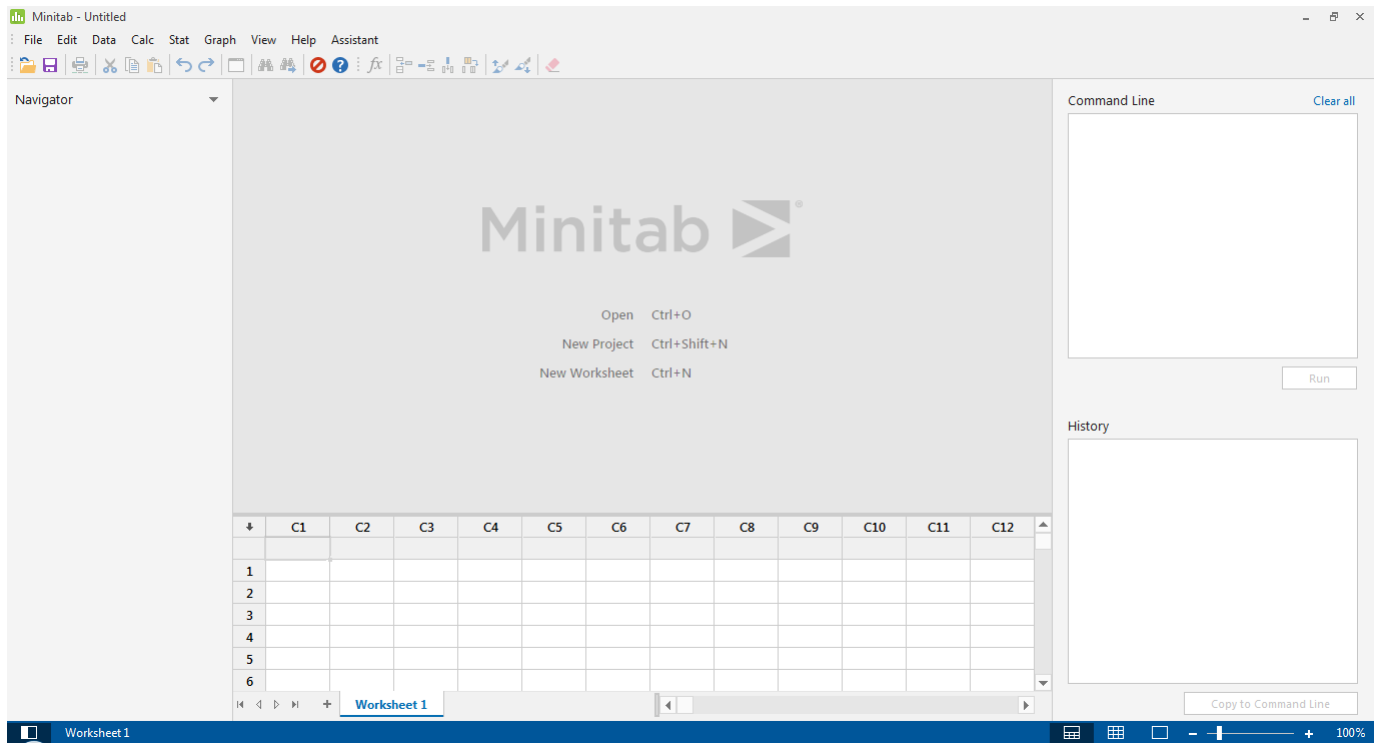 Minitab - Untitled
File Edit Data Calc Stat Graph View Help Assistant
fx
Navigator
Minitab ®
Open Ctrl+O
New Project Ctrl+Shift+N
New Worksheet Ctrl+N
Command Line Clear all
Run
History
C1 C2 C3 C4 C5 C6 C7 C8 C9 C10 C11 C12
1
2
3
4
5
6
+ Worksheet 1
Copy to Command Line
Worksheet 1 - + 100%